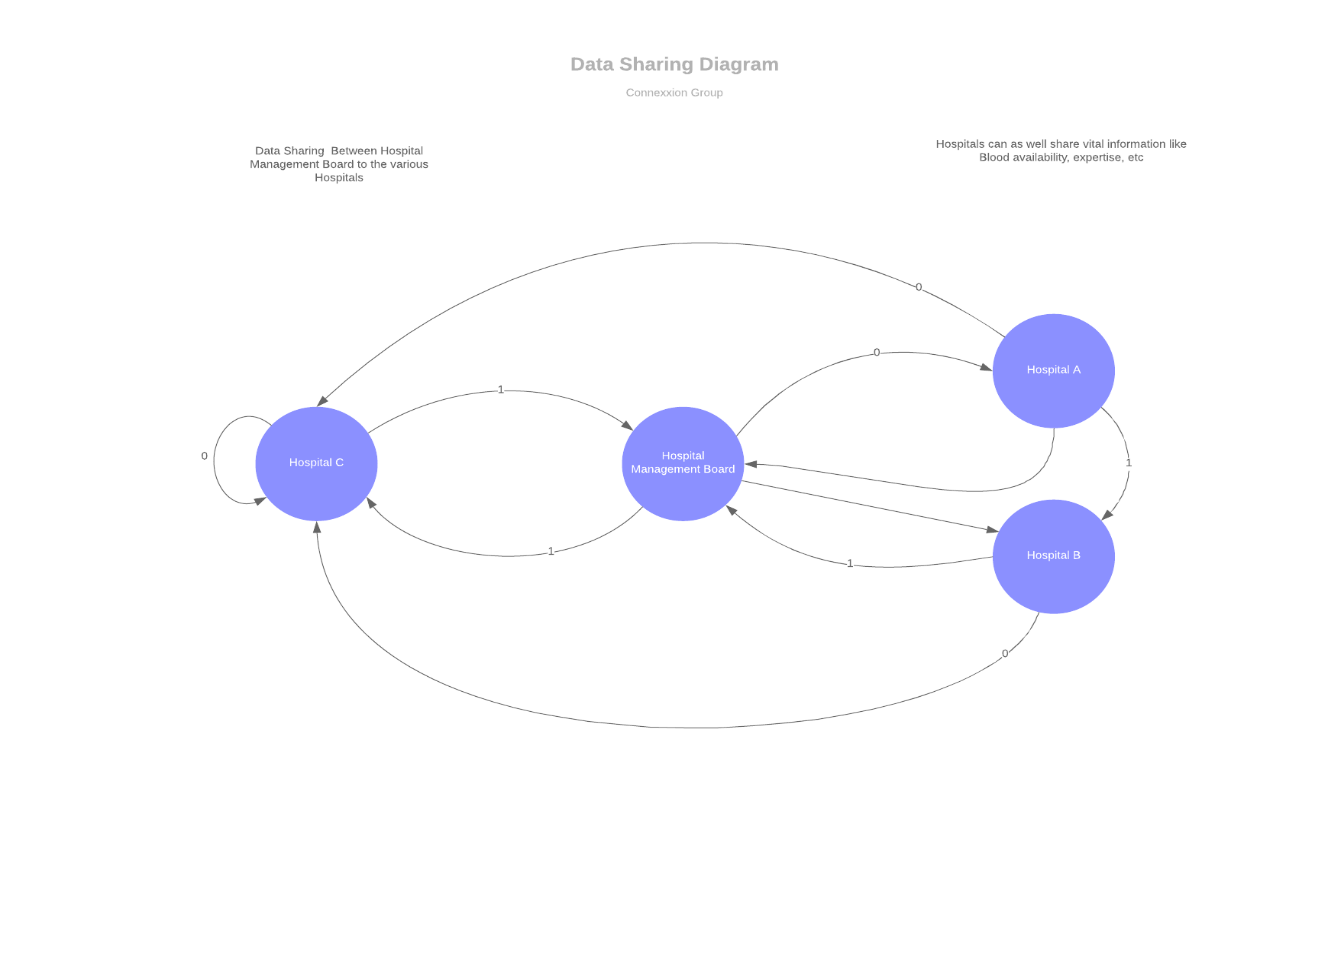 Data Sharing Diagram
Connexxion Group
Data Sharing  Between Hospital
Management Board to the various
Hospitals
Hospitals can as well share vital information like
Blood availability, expertise, etc
0
0
Hospital A
1
0
Hospital C
Hospital
Management Board
1
1
1
Hospital B
0